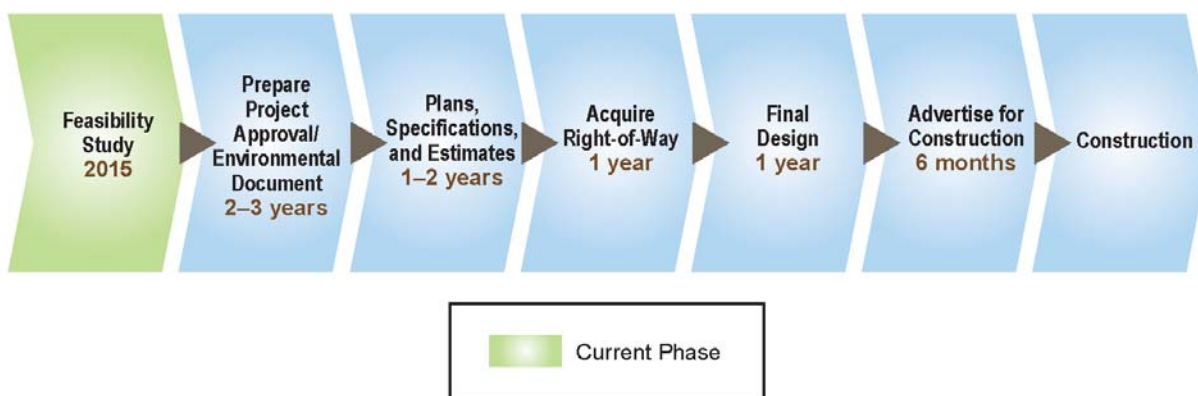 Feasibility
Study
2015
Prepare
Project
Approval/
Environmental
Document
2–3 years
Plans,
Specifications,
and Estimates
1–2 years
Acquire
Right-of-Way
1 year
Final
Design
1 year
Advertise for
Construction
6 months
Construction
Current Phase